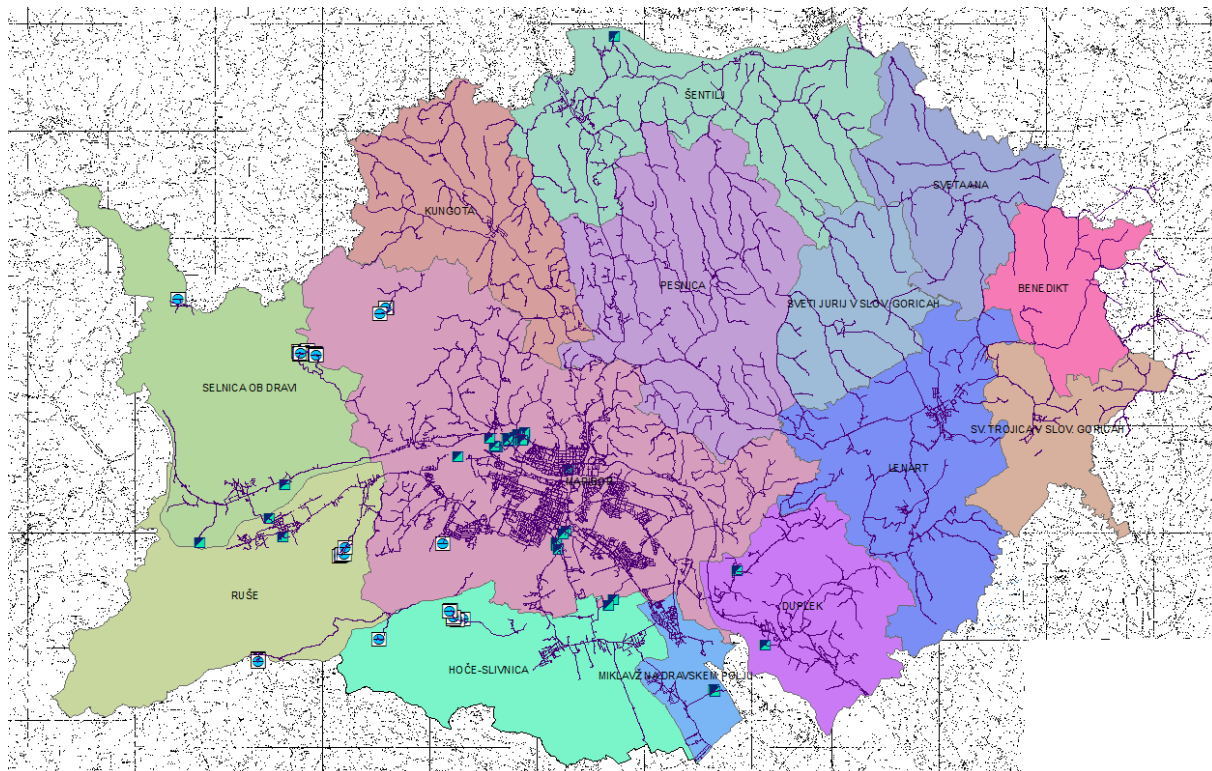 ŠENTILJ
SVETA ANA
KUNGOTA
PESNICA
BENEDIKT
SVETI JURIJ V SLOV. GORICAH
SELNICA OB DRAVI
SV. TROJICA V SLOV. GORICAH
LENART
MARIBOR
RUŠE
DUPLEK
HOČE-SLIVNICA
MIKLAVŽ NA DRAVSKEM POLJU